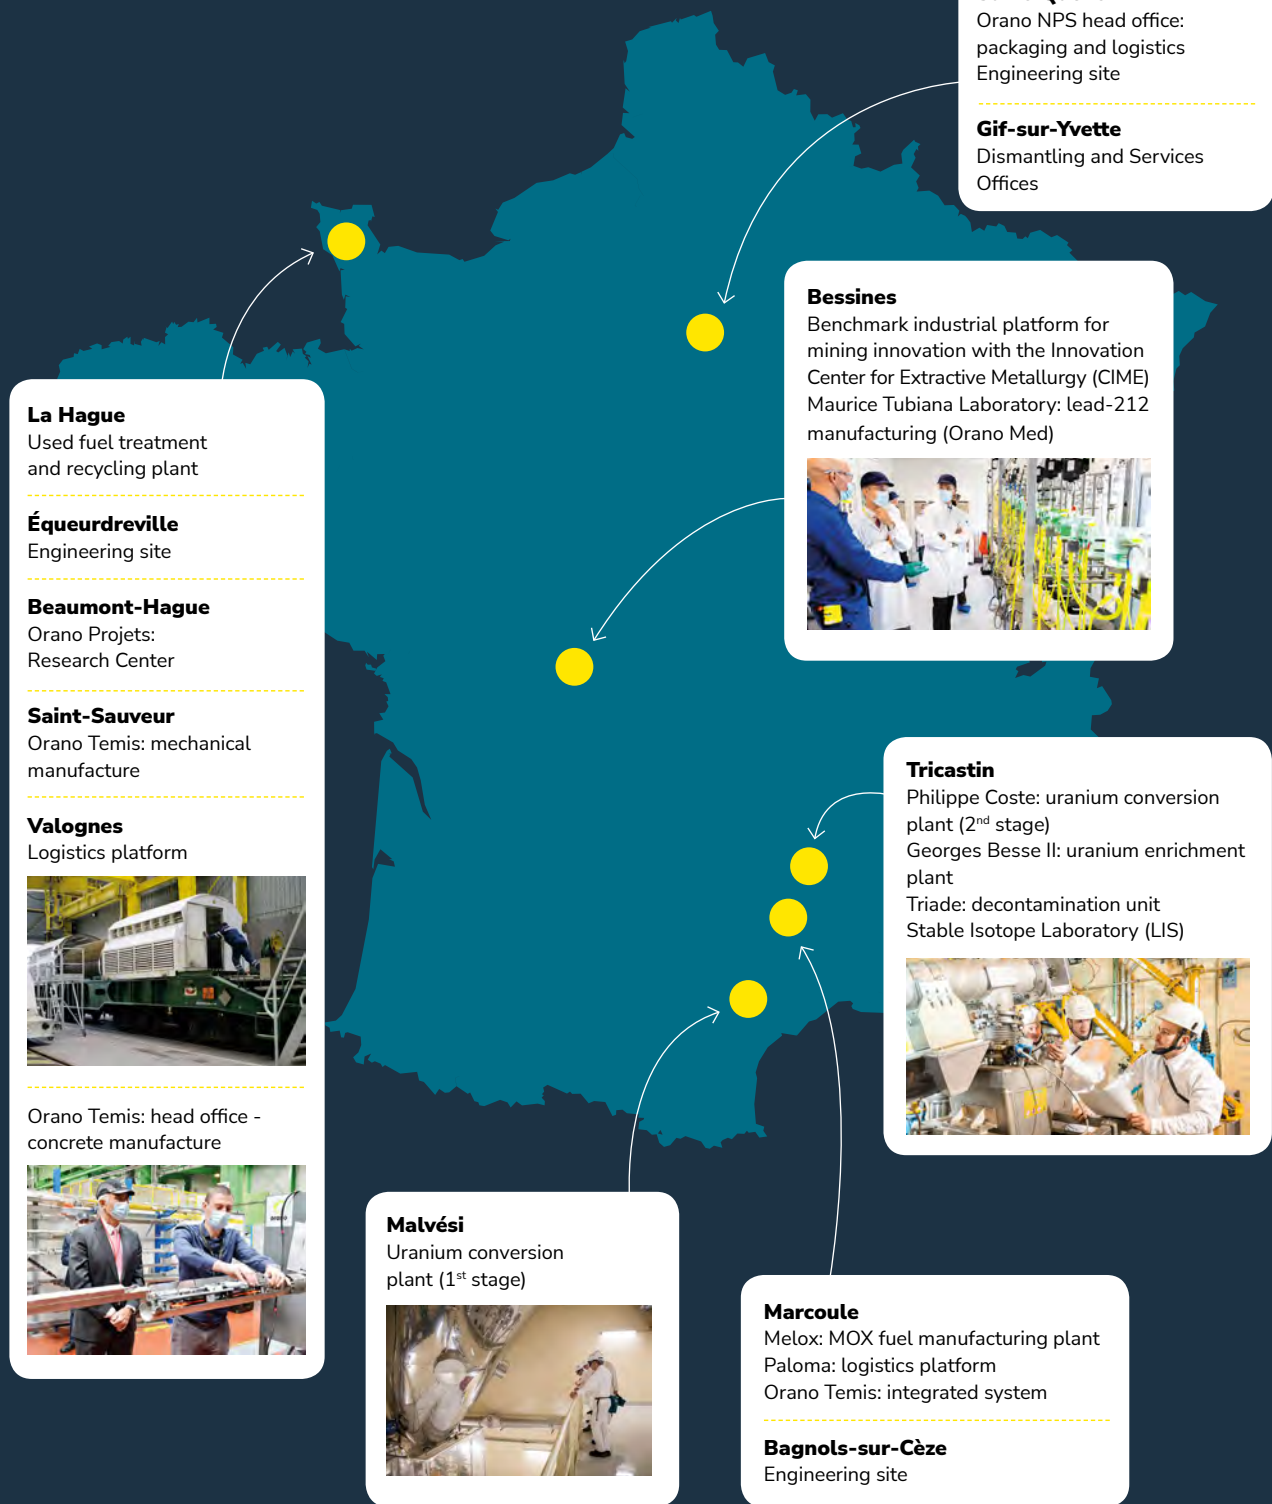 Orano NPS head office:
packaging and logistics
Engineering site
Gif-sur-Yvette
Dismantling and Services
Offices
Bessines
Benchmark industrial platform for
mining innovation with the Innovation
Center for Extractive Metallurgy (CIME)
Maurice Tubiana Laboratory: lead-212
manufacturing (Orano Med)
La Hague
Used fuel treatment
and recycling plant
Équeurdreville
Engineering site
Beaumont-Hague
Orano Projets:
Research Center
Saint-Sauveur
Orano Temis: mechanical
manufacture
Valognes
Logistics platform
Orano Temis: head office -
concrete manufacture
Tricastin
Philippe Coste: uranium conversion
plant (2nd stage)
Georges Besse II: uranium enrichment
plant
Triade: decontamination unit
Stable Isotope Laboratory (LIS)
Malvési
Uranium conversion
plant (1st stage)
Marcoule
Melox: MOX fuel manufacturing plant
Paloma: logistics platform
Orano Temis: integrated system
Bagnols-sur-Cèze
Engineering site